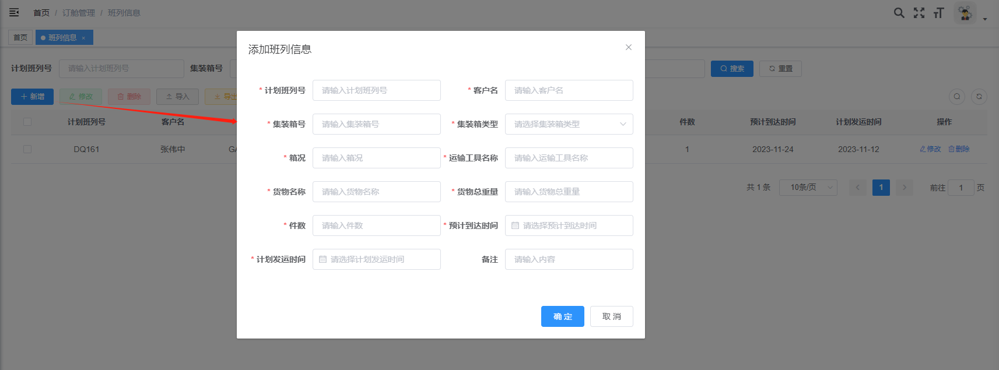 首页 / 订舱管理 / 班列信息
首页 班列信息 ×
计划班列号 请输入计划班列号 集装箱号 搜索 重置
新增 修改 删除 导入 导出
计划班列号 客户名 件数 预计到达时间 计划发运时间 操作
DQ161 张伟中 GA 1 2023-11-24 2023-11-12 修改 删除
共 1 条 10条/页 1 前往 1 页
添加班列信息
* 计划班列号 请输入计划班列号 * 客户名 请输入客户名
* 集装箱号 请输入集装箱号 * 集装箱类型 请选择集装箱类型
* 箱况 请输入箱况 * 运输工具名称 请输入运输工具名称
* 货物名称 请输入货物名称 * 货物总重量 请输入货物总重量
* 件数 请输入件数 * 预计到达时间 请选择预计到达时间
* 计划发运时间 请选择计划发运时间 备注 请输入内容
确 定 取 消